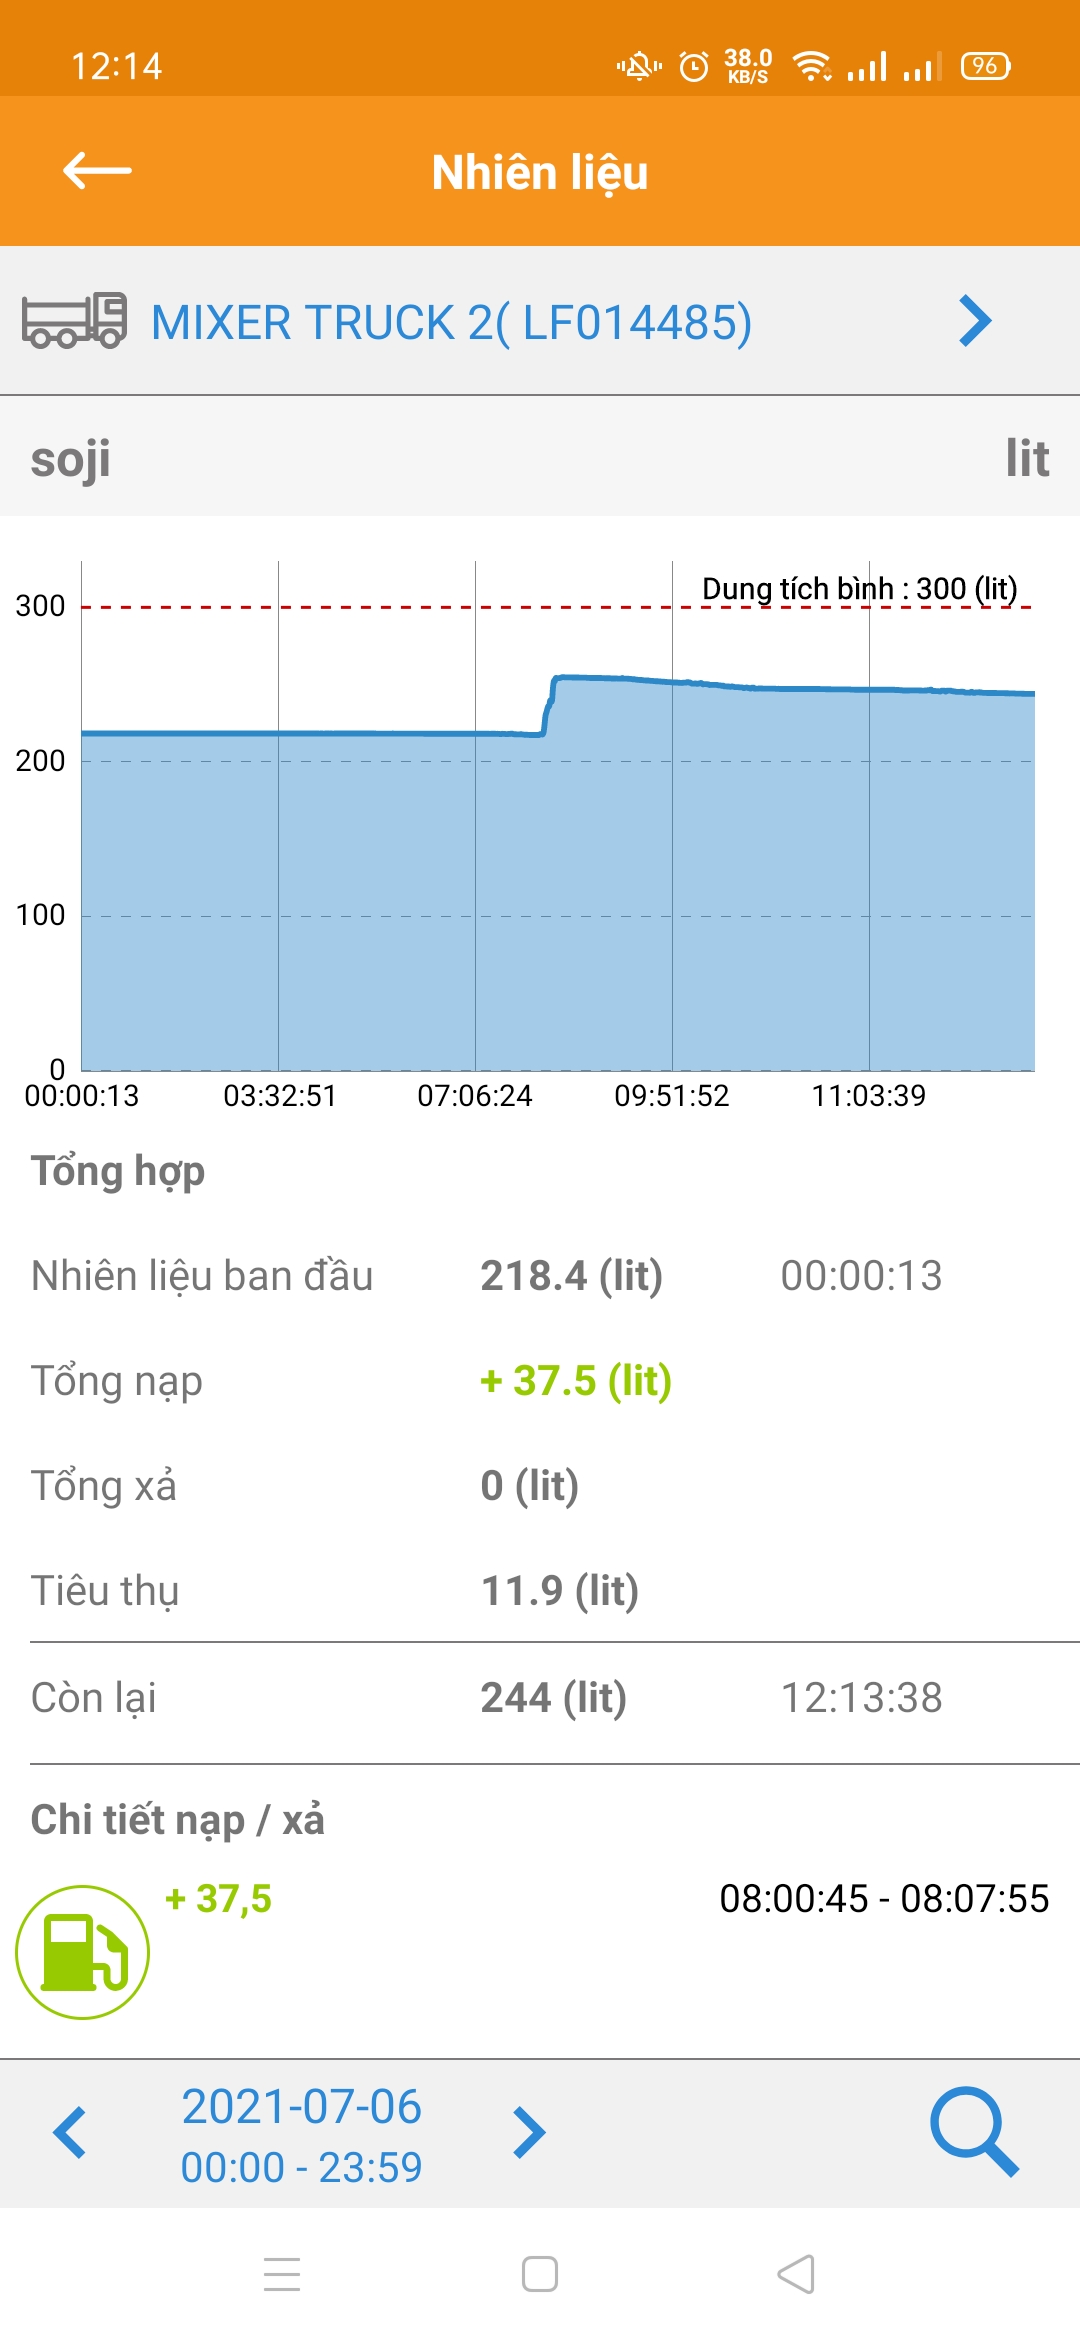 12:14
38.0
KB/S
96
Nhiên liệu
MIXER TRUCK 2( LF014485)
soji lit
Dung tích bình : 300 (lit)
300
200
100
0
00:00:13 03:32:51 07:06:24 09:51:52 11:03:39
Tổng hợp
Nhiên liệu ban đầu 218.4 (lit) 00:00:13
Tổng nạp + 37.5 (lit)
Tổng xả 0 (lit)
Tiêu thụ 11.9 (lit)
Còn lại 244 (lit) 12:13:38
Chi tiết nạp / xả
+ 37,5 08:00:45 - 08:07:55
2021-07-06
00:00 - 23:59